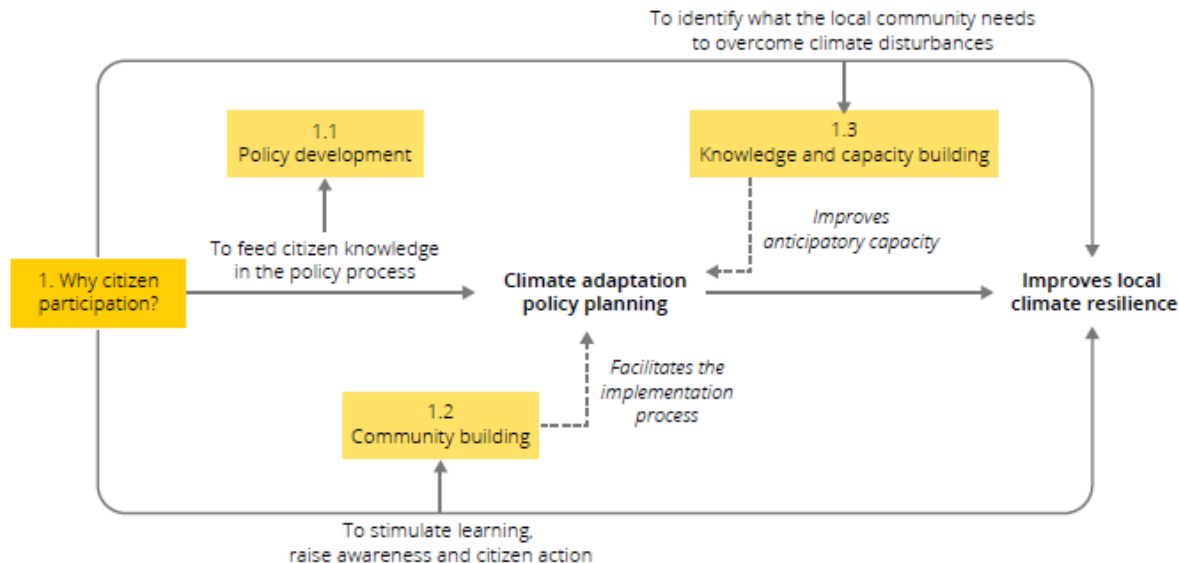 To identify what the local community needs
to overcome climate disturbances
1.1
Policy development
1.3
Knowledge and capacity building
Improves
anticipatory capacity
To feed citizen knowledge
in the policy process
1. Why citizen
participation?
Climate adaptation
policy planning
Improves local
climate resilience
Facilitates the
implementation
process
1.2
Community building
To stimulate learning,
raise awareness and citizen action